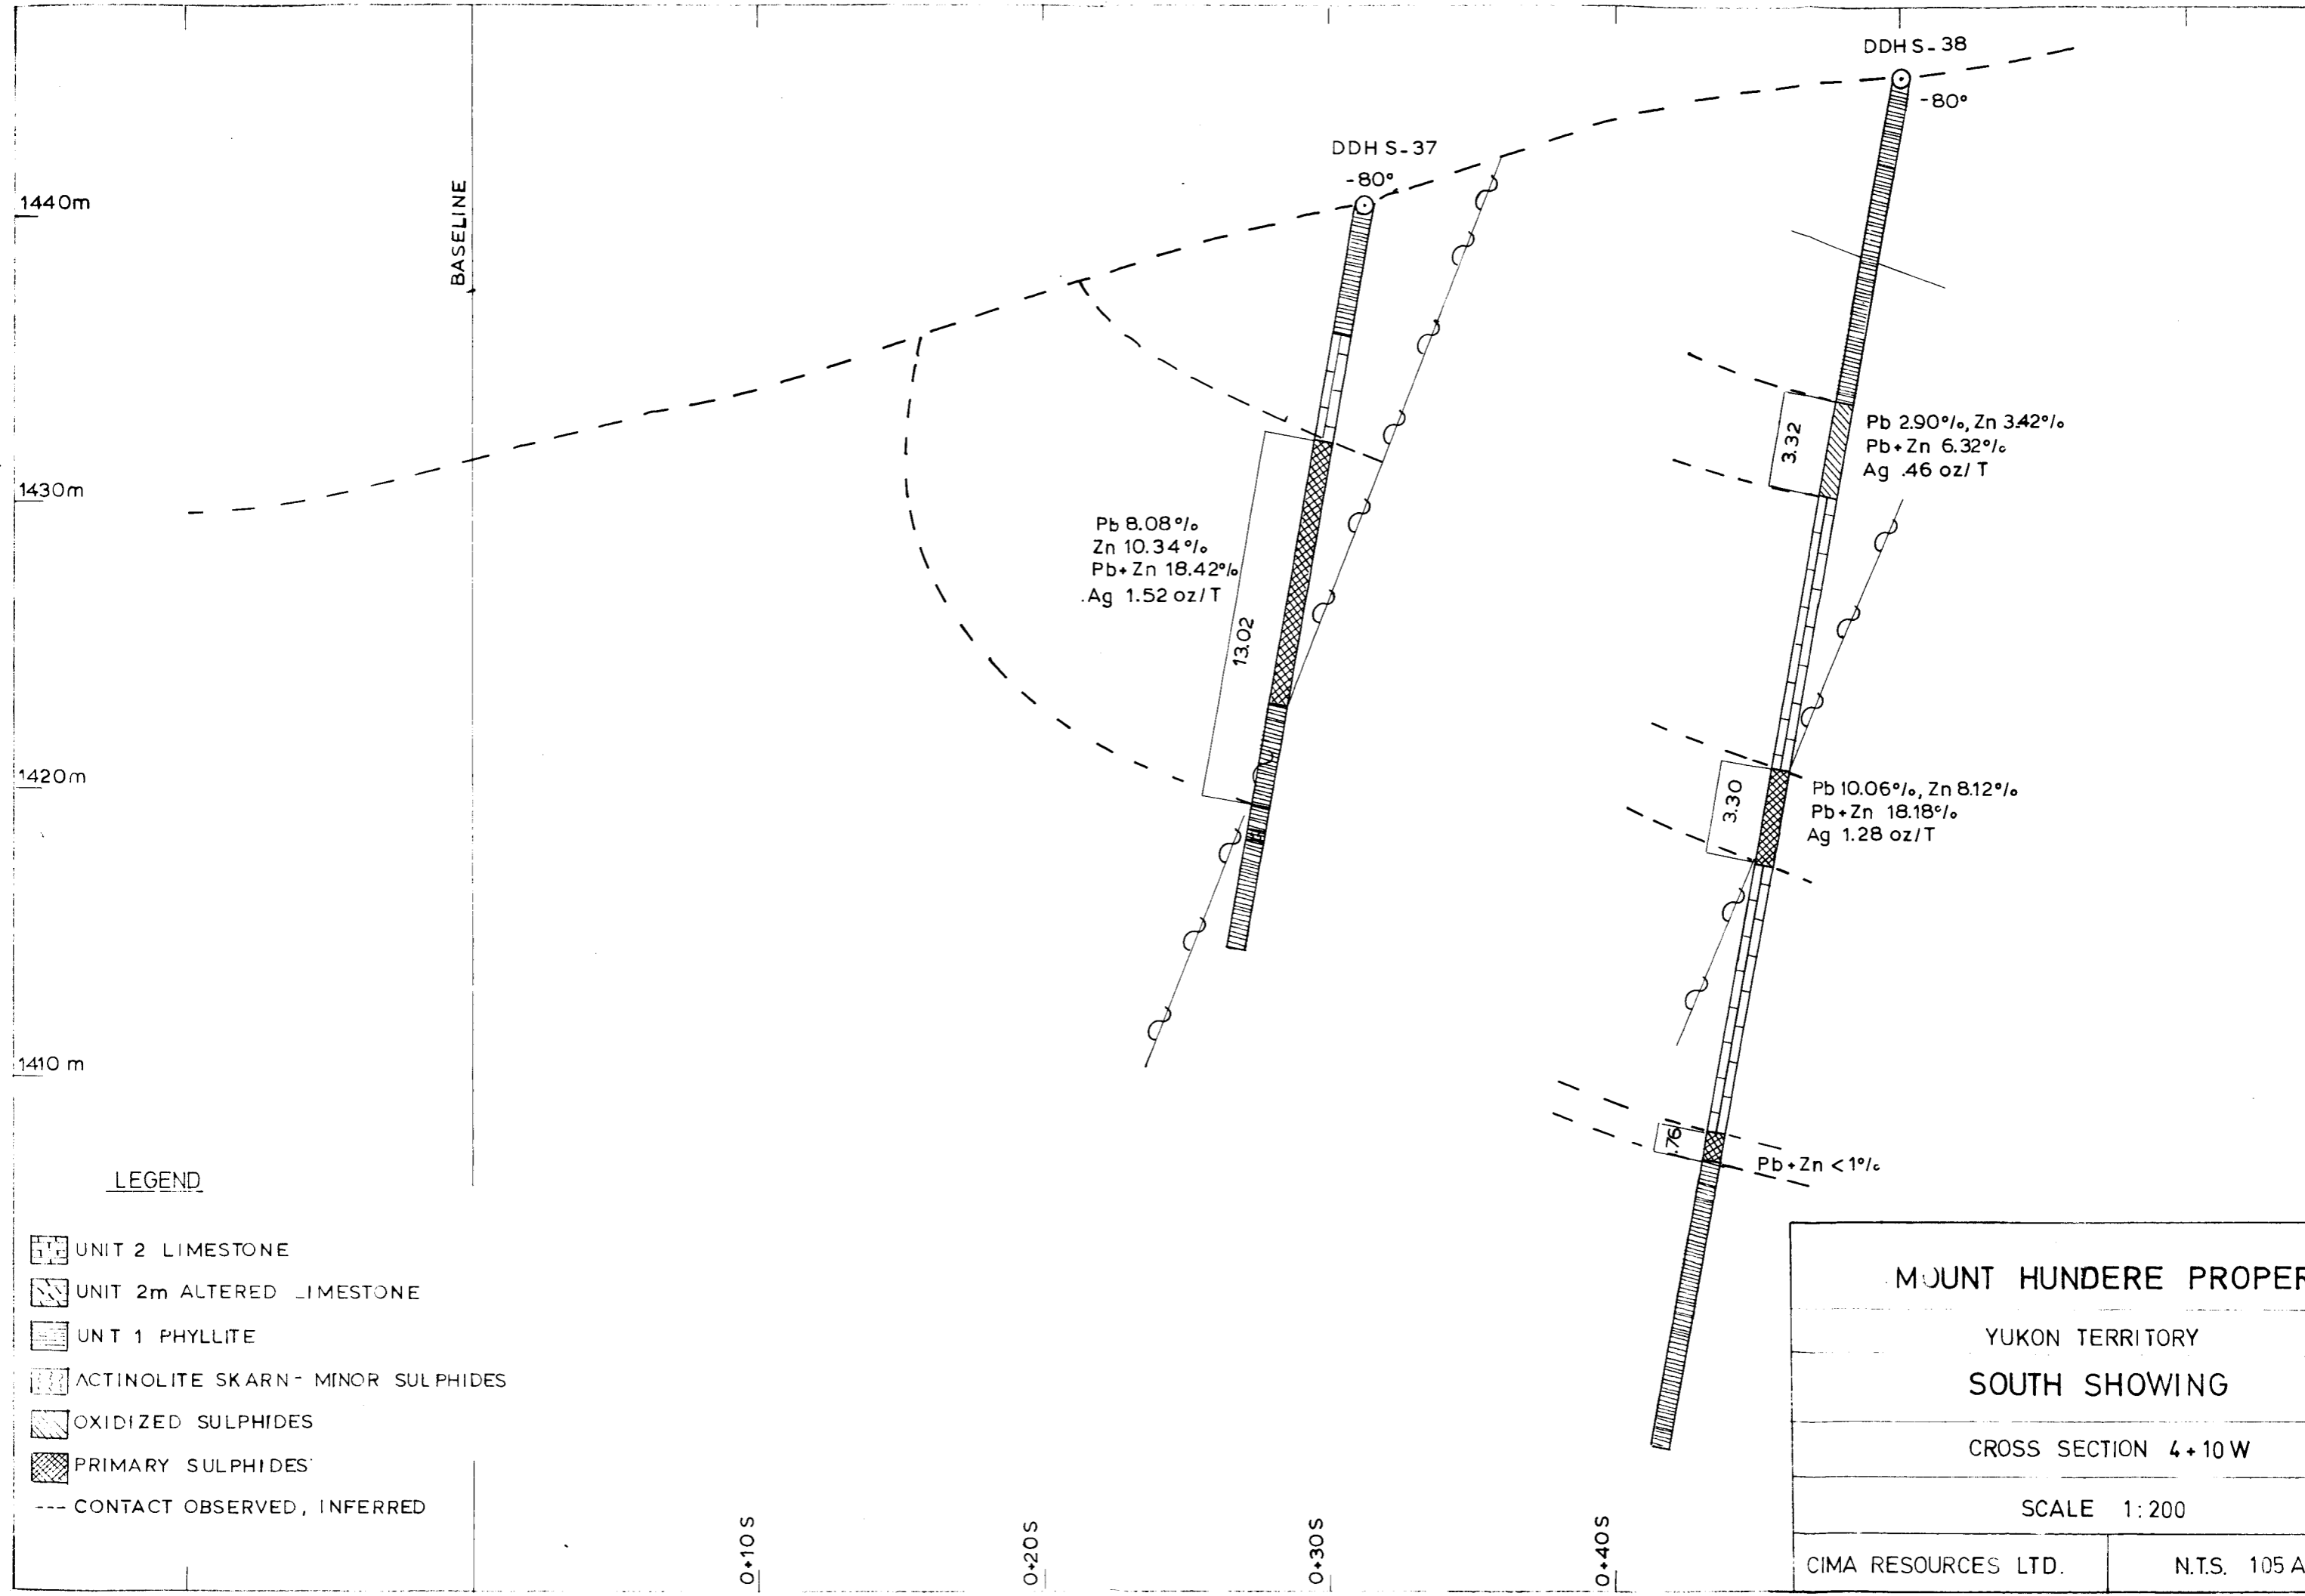 DDH S-38
-80°
DDH S-37
-80°
1440m
BASELINE
3.32
Pb 2.90%, Zn 3.42%
Pb+Zn 6.32%
Ag .46 oz/T
1430m
Pb 8.08%
Zn 10.34%
Pb+Zn 18.42%
Ag 1.52 oz/T
13.02
1420m
3.30
Pb 10.06%, Zn 8.12%
Pb+Zn 18.18%
Ag 1.28 oz/T
1410 m
Pb+Zn <1%
LEGEND
UNIT 2 LIMESTONE
UNIT 2m ALTERED LIMESTONE
UNIT 1 PHYLLITE
ACTINOLITE SKARN- MINOR SULPHIDES
OXIDIZED SULPHIDES
PRIMARY SULPHIDES
--- CONTACT OBSERVED, INFERRED
0+10S
0+20S
0+30S
0+40S
MOUNT HUNDERE PROPER
YUKON TERRITORY
SOUTH SHOWING
CROSS SECTION 4+10W
SCALE 1:200
CIMA RESOURCES LTD.
N.T.S. 105 A